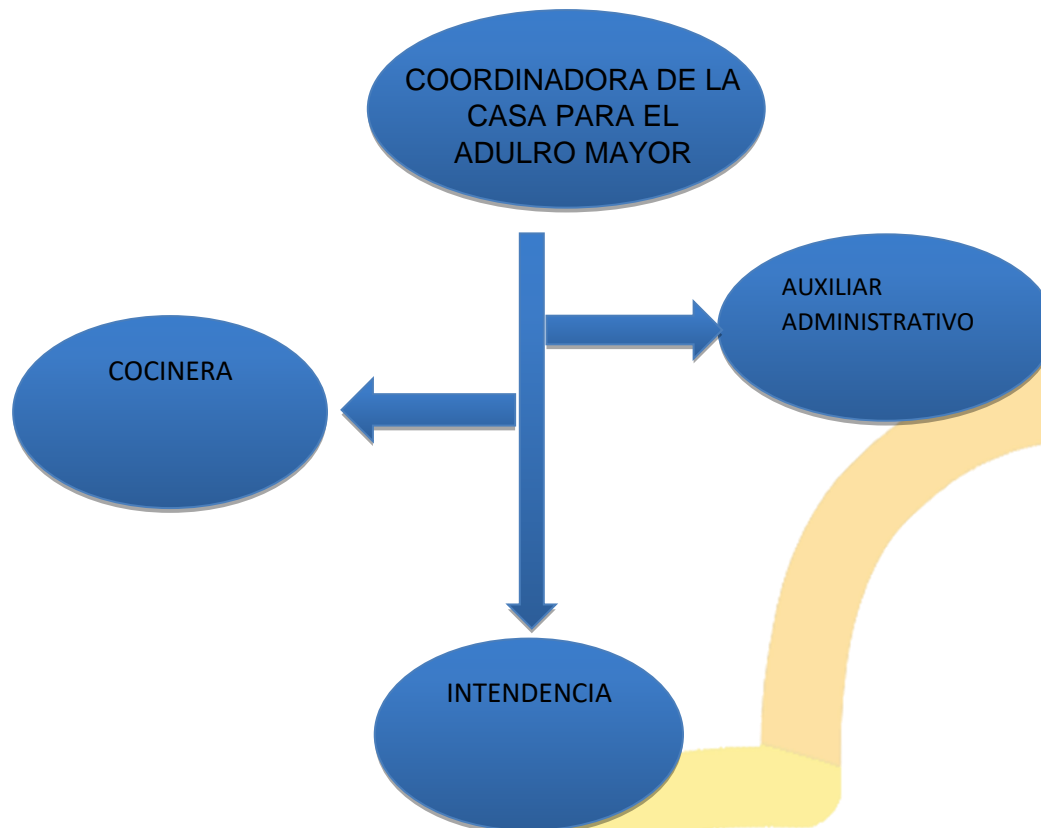 COORDINADORA DE LA
CASA PARA EL
ADULRO MAYOR
AUXILIAR
ADMINISTRATIVO
COCINERA
INTENDENCIA